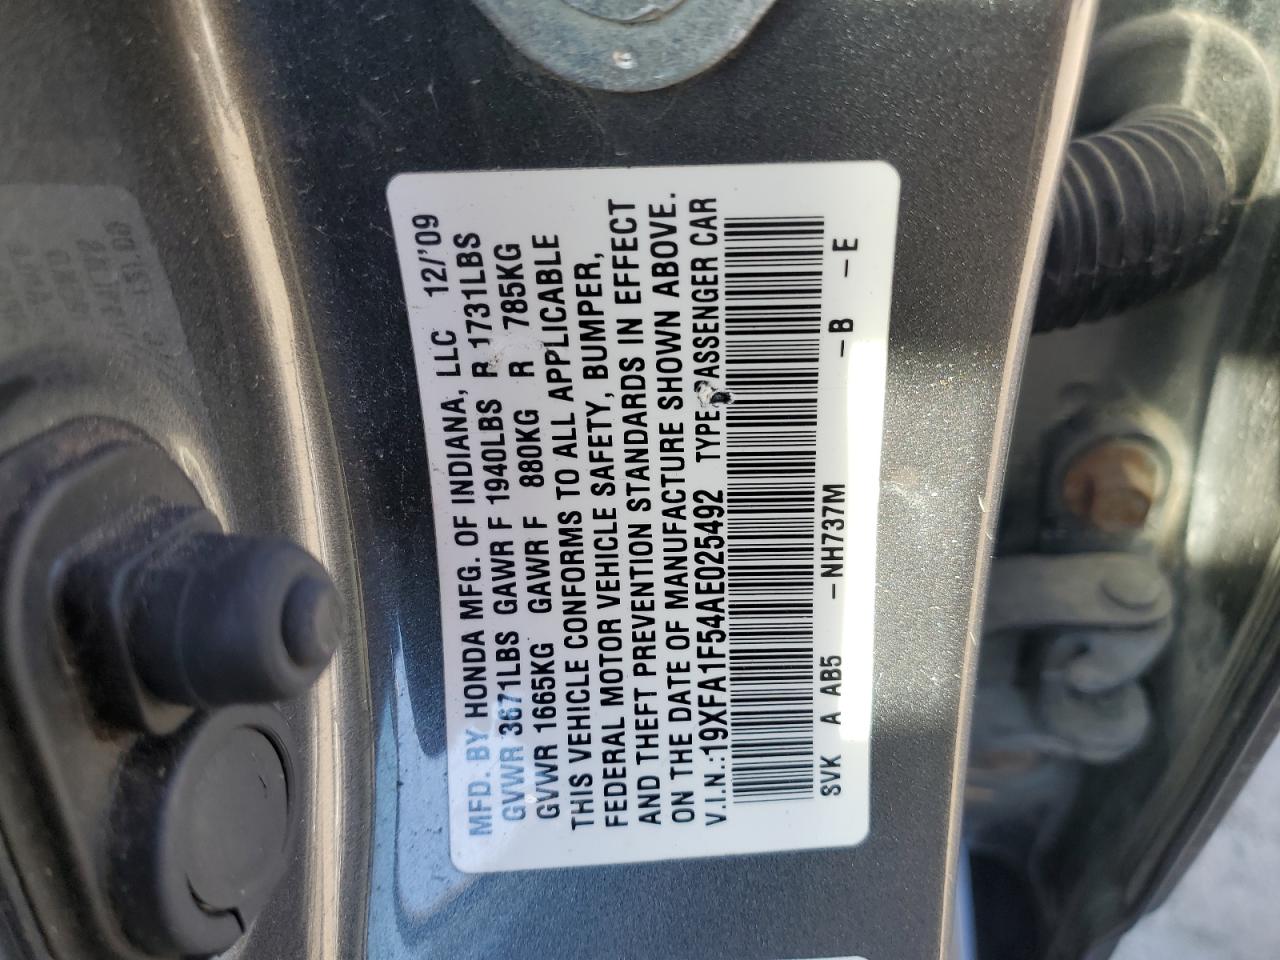 MFD. BY HONDA MFG. OF INDIANA, LLC 12/'09
GVWR 3671LBS GAWR F 1940LBS R 1731LBS
GVWR 1665KG GAWR F 880KG R 785KG
THIS VEHICLE CONFORMS TO ALL APPLICABLE
FEDERAL MOTOR VEHICLE SAFETY, BUMPER,
AND THEFT PREVENTION STANDARDS IN EFFECT
ON THE DATE OF MANUFACTURE SHOWN ABOVE.
V.I.N.:19XFA1F54AE025492 TYPE:PASSENGER CAR
SVK A AB5 -NH737M -B -E